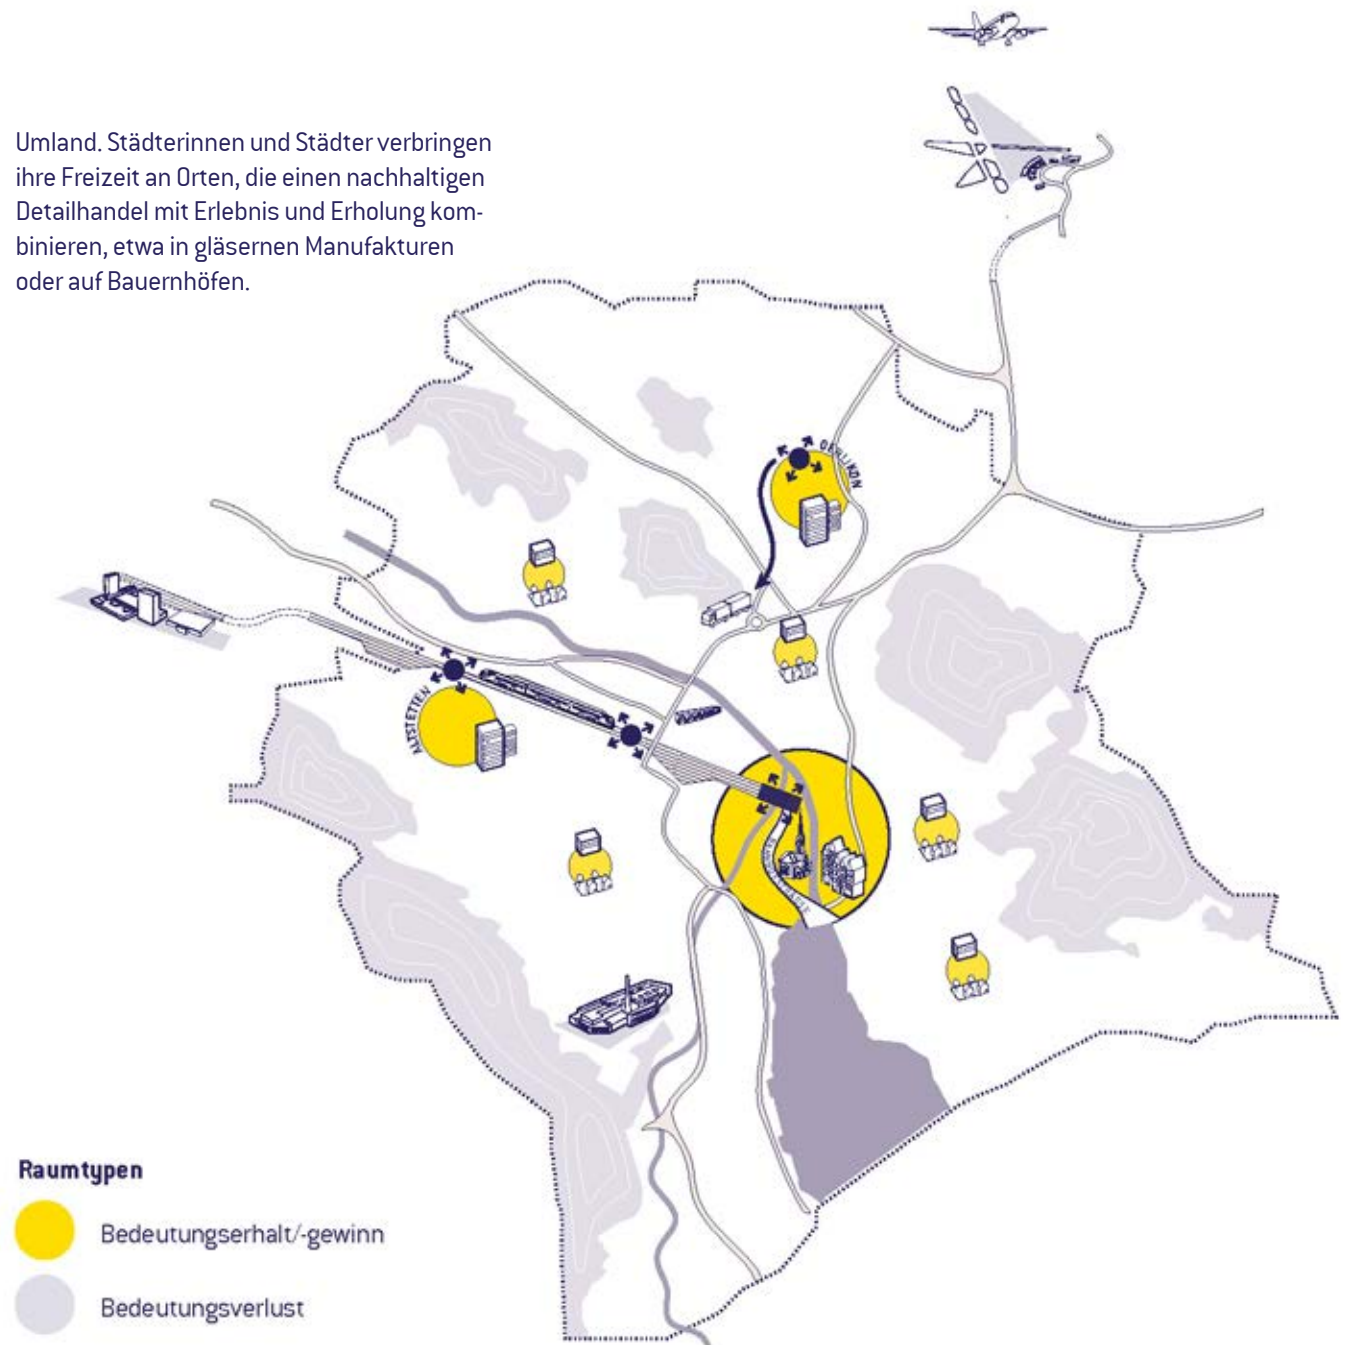 Umland. Städterinnen und Städter verbringen
ihre Freizeit an Orten, die einen nachhaltigen
Detailhandel mit Erlebnis und Erholung kom-
binieren, etwa in gläsernen Manufakturen
oder auf Bauernhöfen.
OERLIKON
ALTSTETTEN
Raumtypen
Bedeutungserhalt/-gewinn
Bedeutungsverlust